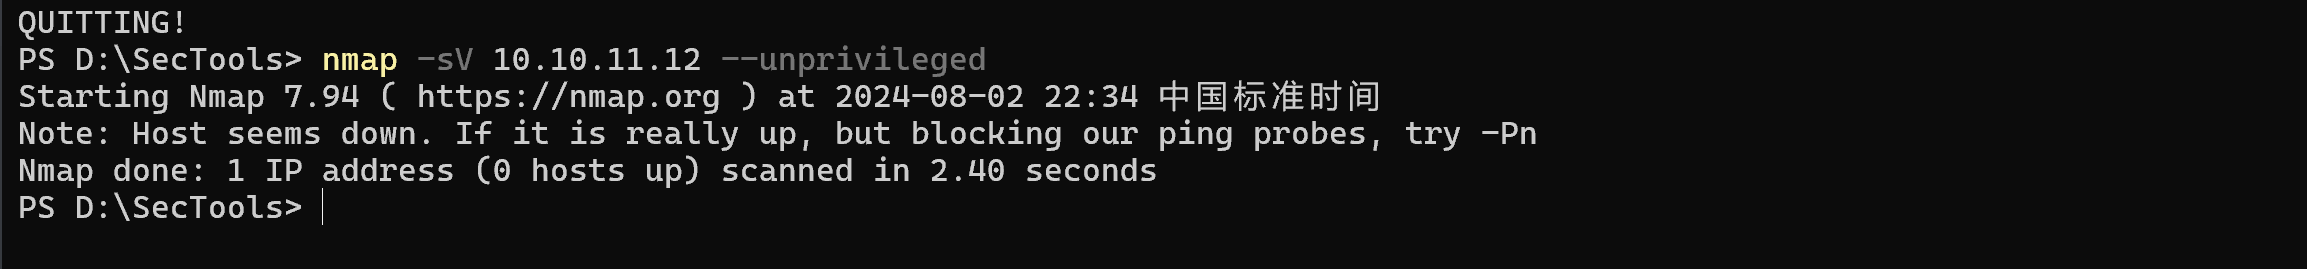 QUITTING!
PS D:\SecTools> nmap -sV 10.10.11.12 --unprivileged
Starting Nmap 7.94 ( https://nmap.org ) at 2024-08-02 22:34 中国标准时间
Note: Host seems down. If it is really up, but blocking our ping probes, try -Pn
Nmap done: 1 IP address (0 hosts up) scanned in 2.40 seconds
PS D:\SecTools>